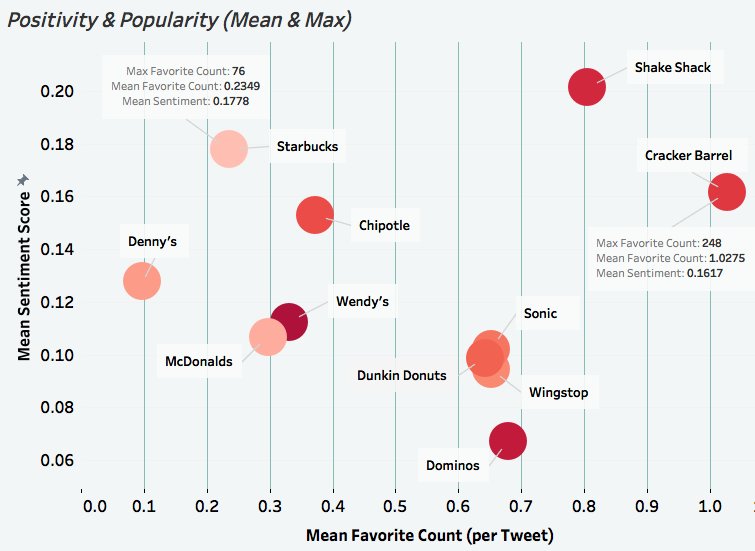 Positivity & Popularity (Mean & Max)
Max Favorite Count: 76
Mean Favorite Count: 0.2349
Mean Sentiment: 0.1778
Shake Shack
Starbucks
Cracker Barrel
Chipotle
Denny's
Max Favorite Count: 248
Mean Favorite Count: 1.0275
Mean Sentiment: 0.1617
Wendy's
Sonic
McDonalds
Dunkin Donuts
Wingstop
Dominos
Mean Sentiment Score
0.20
0.18
0.16
0.14
0.12
0.10
0.08
0.06
0.0 0.1 0.2 0.3 0.4 0.5 0.6 0.7 0.8 0.9 1.0
Mean Favorite Count (per Tweet)